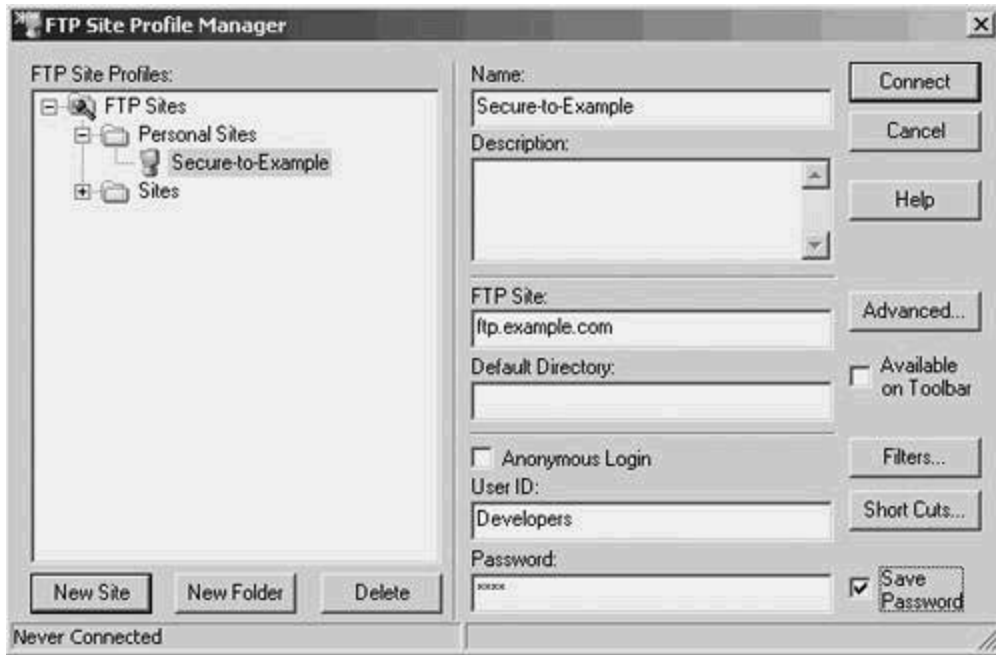 FTP Site Profile Manager
FTP Site Profiles:
FTP Sites
Personal Sites
Secure-to-Example
Sites
New Site
New Folder
Delete
Never Connected
Name:
Secure-to-Example
Description:
FTP Site:
ftp.example.com
Default Directory:
Anonymous Login
User ID:
Developers
Password:
××××
Connect
Cancel
Help
Advanced...
Available
on Toolbar
Filters...
Short Cuts...
Save
Password